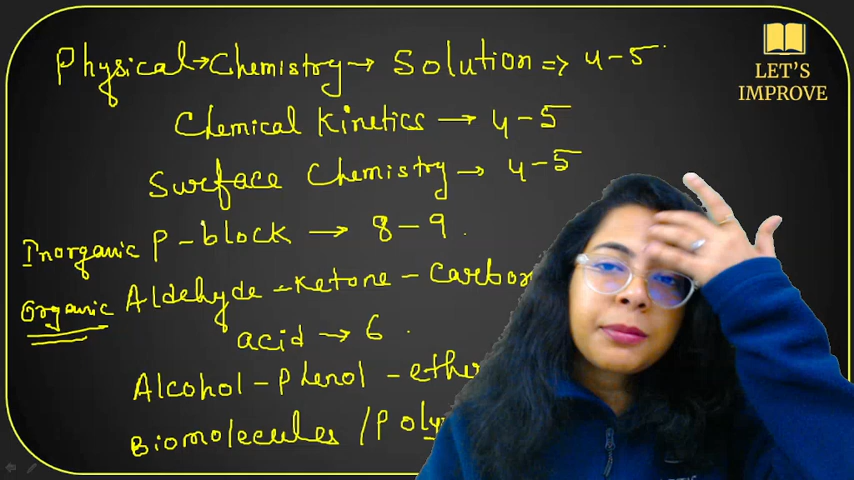 Physical→Chemistry→ Solution => 4-5
Chemical Kinetics → 4-5
Surface Chemistry → 4-5
Inorganic P-block → 8-9.
Organic Aldehyde - Ketone - carbon
acid → 6.
Alcohol - Phenol - ether
Biomolecules / Poly
LET'S
IMPROVE